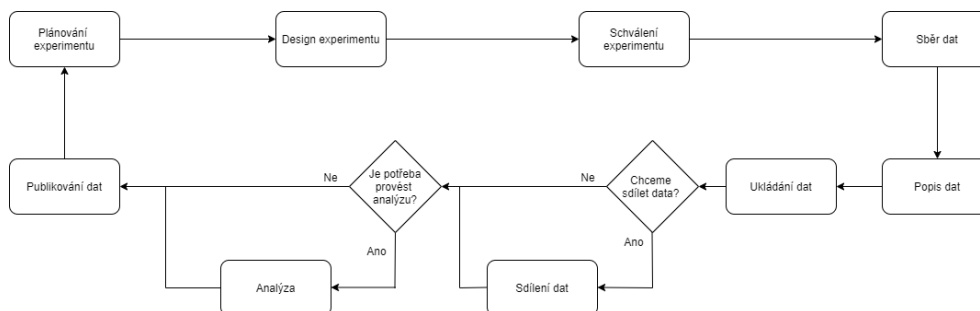 Plánování
experimentu
Design experimentu
Schválení
experimentu
Sběr dat
Publikování dat
Ne
Je potřeba
provést
analýzu?
Ne
Chceme
sdílet data?
Ukládání dat
Popis dat
Ano
Ano
Analýza
Sdílení dat